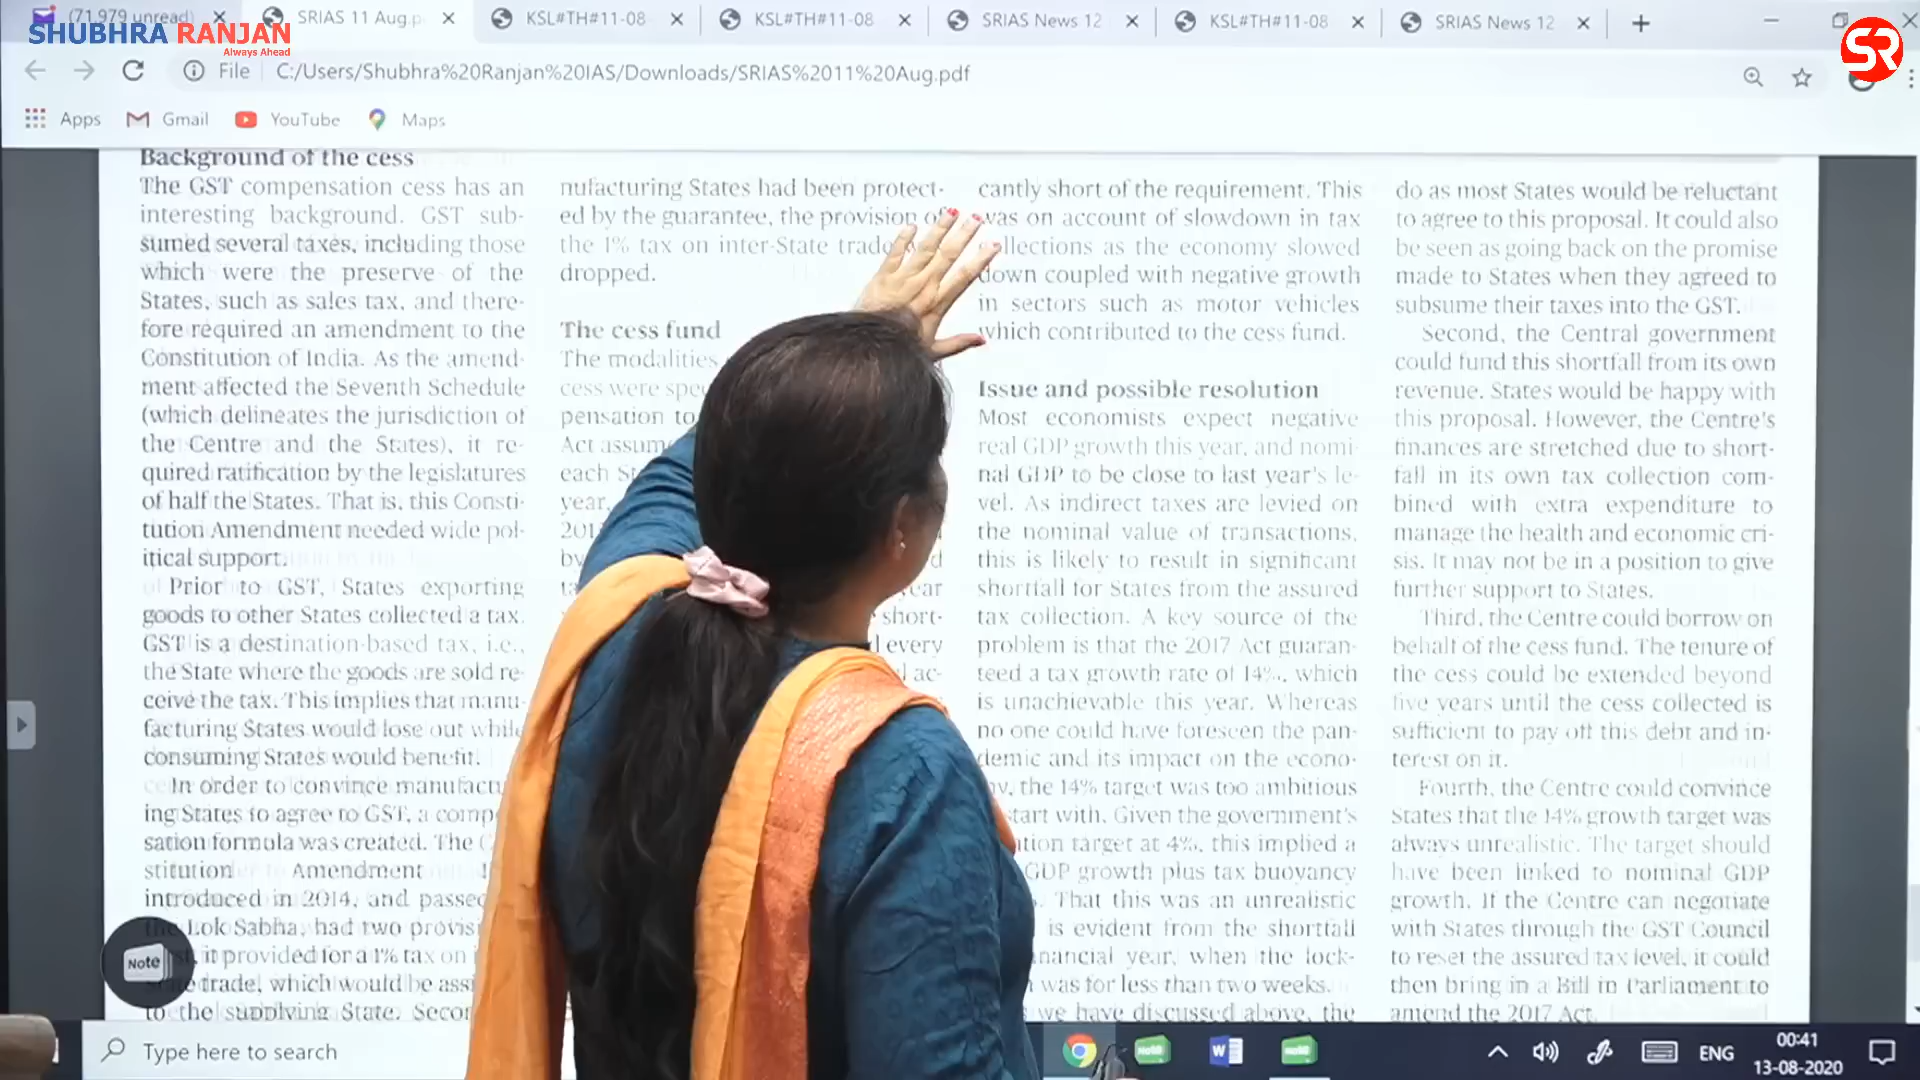 (71,979 unread)
SRIAS 11 Aug.p
KSL#TH#11-08
KSL#TH#11-08
SRIAS News 12
KSL#TH#11-08
SRIAS News 12
SHUBHRA RANJAN
Always Ahead
SR
File
C:/Users/Shubhra%20Ranjan%20IAS/Downloads/SRIAS%2011%20Aug.pdf
Apps
Gmail
YouTube
Maps
Background of the cess
The GST compensation cess has an
interesting background. GST sub-
sumed several taxes, including those
which were the preserve of the
States, such as sales tax, and there-
fore required an amendment to the
Constitution of India. As the amend-
ment affected the Seventh Schedule
(which delineates the jurisdiction of
the Centre and the States), it re-
quired ratification by the legislatures
of half the States. That is, this Consti-
tution Amendment needed wide pol-
itical support.
Prior to GST, States exporting
goods to other States collected a tax.
GST is a destination-based tax, i.e.,
the State where the goods are sold re-
ceive the tax. This implies that manu-
facturing States would lose out while
consuming States would benefit.
In order to convince manufactu
ing States to agree to GST, a comp
sation formula was created. The
stitution Amendment
introduced in 2014, and passe
Lok Sabha, had two provis
it provided for a 1% tax on
trade, which would be ass
to the supplying State. Seco
nufacturing States had been protect-
ed by the guarantee, the provision of
the 1% tax on inter-State trade
dropped.
The cess fund
The modalities
cess were spe
pensation to
Act assum
each S
year,
201
by
ear
short-
every
ac-
cantly short of the requirement. This
was on account of slowdown in tax
collections as the economy slowed
down coupled with negative growth
in sectors such as motor vehicles
which contributed to the cess fund.
Issue and possible resolution
Most economists expect negative
real GDP growth this year, and nomi-
nal GDP to be close to last year's le-
vel. As indirect taxes are levied on
the nominal value of transactions,
this is likely to result in significant
shortfall for States from the assured
tax collection. A key source of the
problem is that the 2017 Act guaran-
teed a tax growth rate of 14%, which
is unachievable this year. Whereas
no one could have foreseen the pan-
demic and its impact on the econo-
my, the 14% target was too ambitious
start with. Given the government's
tion target at 4%, this implied a
GDP growth plus tax buoyancy
That this was an unrealistic
is evident from the shortfall
nancial year, when the lock-
was for less than two weeks.
we have discussed above, the
do as most States would be reluctant
to agree to this proposal. It could also
be seen as going back on the promise
made to States when they agreed to
subsume their taxes into the GST.
Second, the Central government
could fund this shortfall from its own
revenue. States would be happy with
this proposal. However, the Centre's
finances are stretched due to short-
fall in its own tax collection com-
bined with extra expenditure to
manage the health and economic cri-
sis. It may not be in a position to give
further support to States.
Third, the Centre could borrow on
behalf of the cess fund. The tenure of
the cess could be extended beyond
five years until the cess collected is
sufficient to pay off this debt and in-
terest on it.
Fourth, the Centre could convince
States that the 14% growth target was
always unrealistic. The target should
have been linked to nominal GDP
growth. If the Centre can negotiate
with States through the GST Council
to reset the assured tax level, it could
then bring in a Bill in Parliament to
amend the 2017 Act.
Note
Type here to search
Note
W
Note
ENG
00:41
13-08-2020